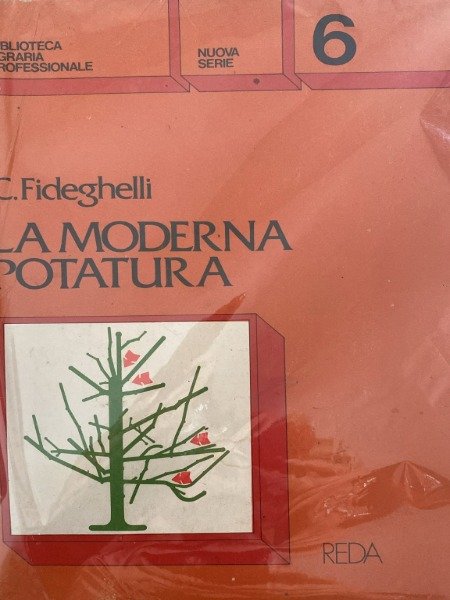 BLIOTECA
GRARIA
ROFESSIONALE
NUOVA
SERIE
6
C. Fideghelli
LA MODERNA
POTATURA
REDA